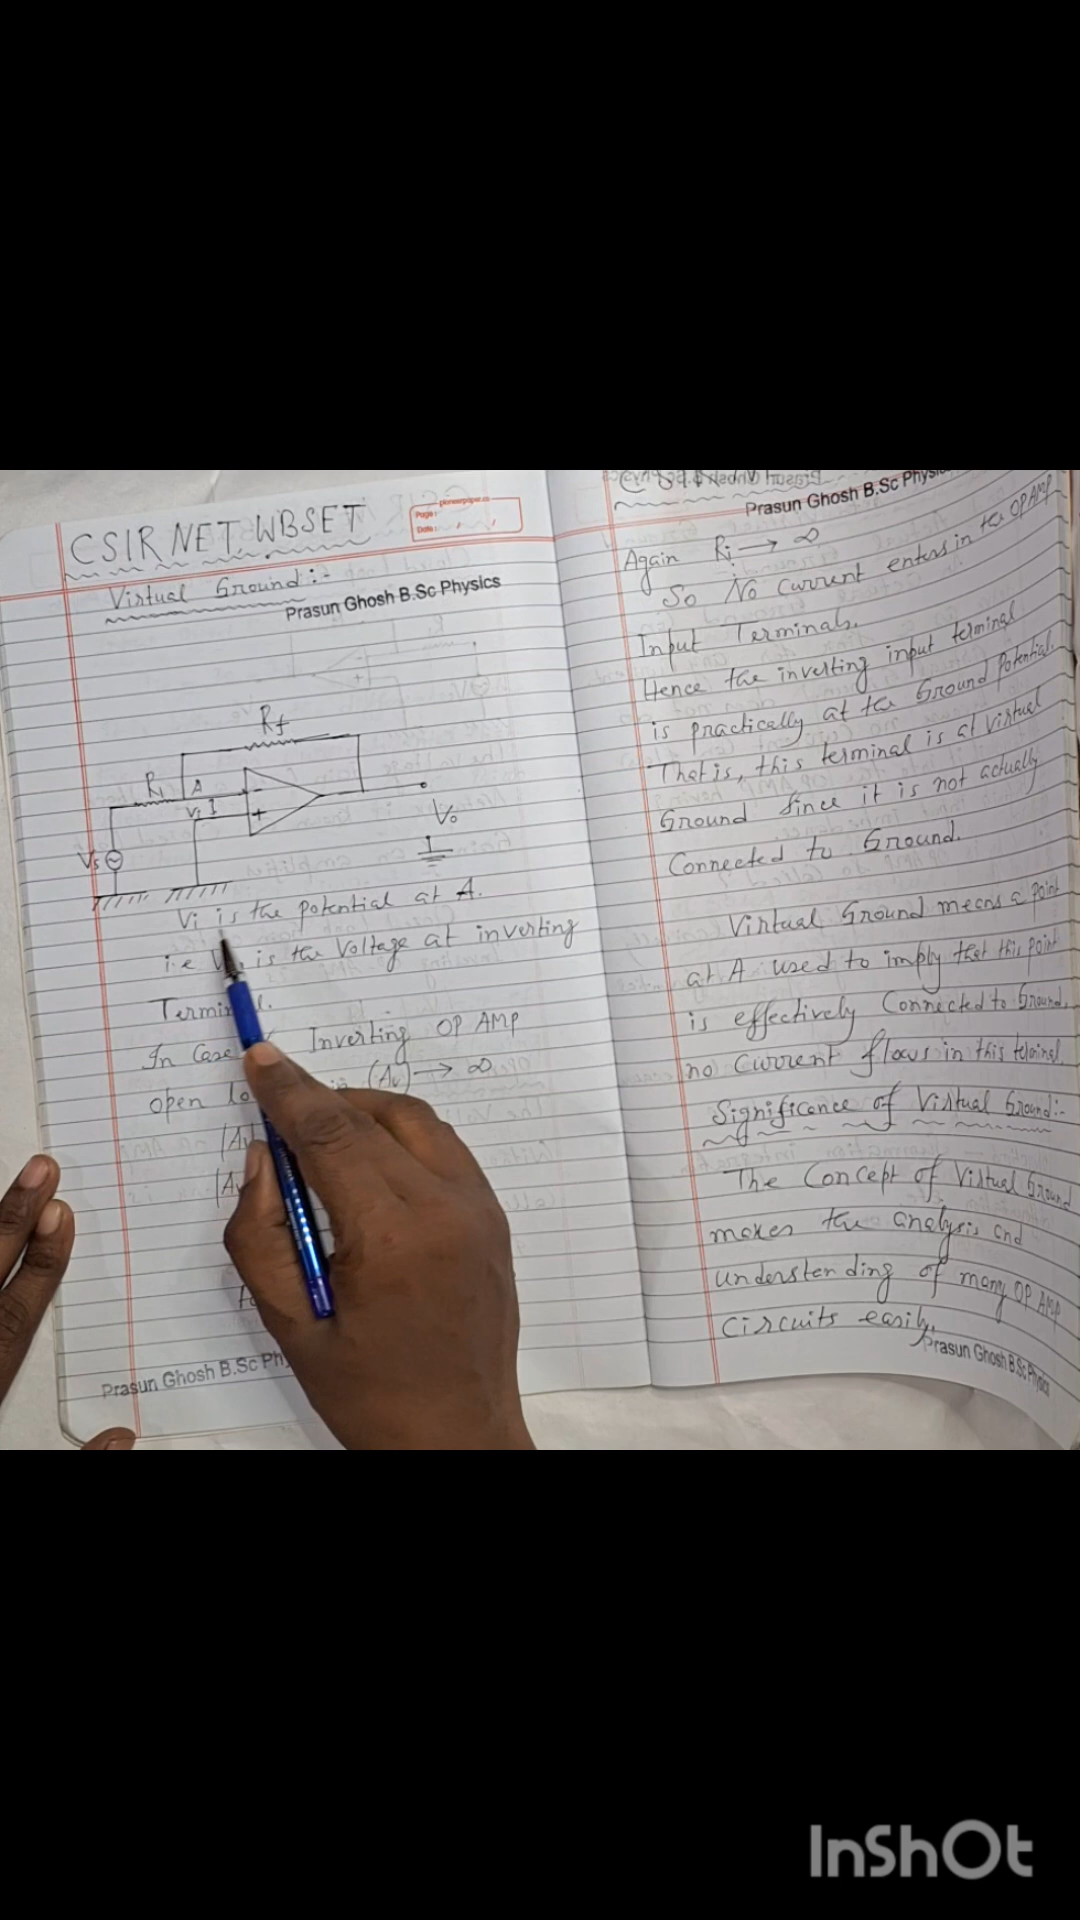 CSIR NET WBSET
Page :
Date :
Virtual Ground:-
Prasun Ghosh B.Sc Physics
Rf
R1 A
Vi
-
+
Vo
Vs
Vi is the potential at A.
i.e is the voltage at inverting
In Case Inverting OP AMP
open (Av) → ∞
Prasun Ghosh B.Sc
Prasun Ghosh B.Sc
Again Ri → ∞
So No Current enters in the OP AMP
Input Terminals.
Hence the inverting input terminal
is practically at the Ground Potential.
That is, this terminal is at virtual
Ground Since it is not actually
Connected to Ground.
Virtual Ground means a point
at A used to imply that this point
is effectively Connected to Ground.
no Current flows in this terminal.
Significance of Virtual Ground:-
The Concept of Virtual Ground
makes the analysis and
understanding of many OP AMP
circuits easily.
Prasun Ghosh B.Sc Physics
InShOt